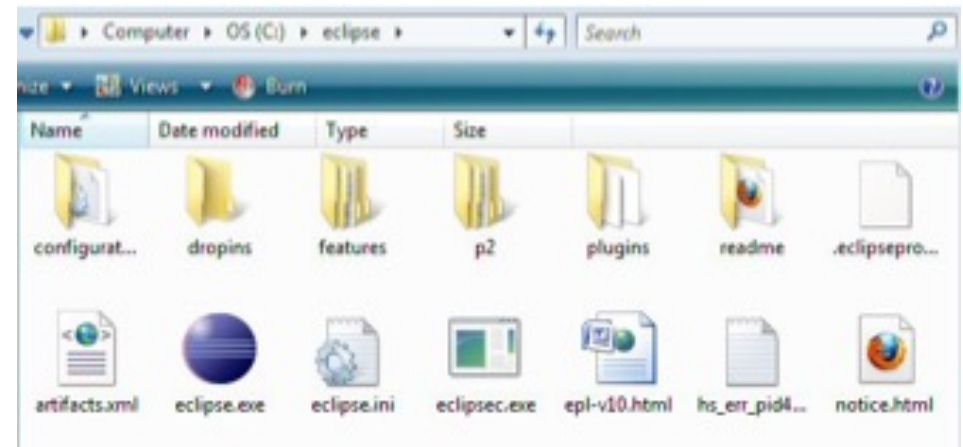 Computer OS (C:) eclipse Search
nize Views Burn
Name Date modified Type Size
configurat... dropins features p2 plugins readme .eclipsepro...
artifacts.xml eclipse.exe eclipse.ini eclipsec.exe epl-v10.html hs_err_pid4... notice.html